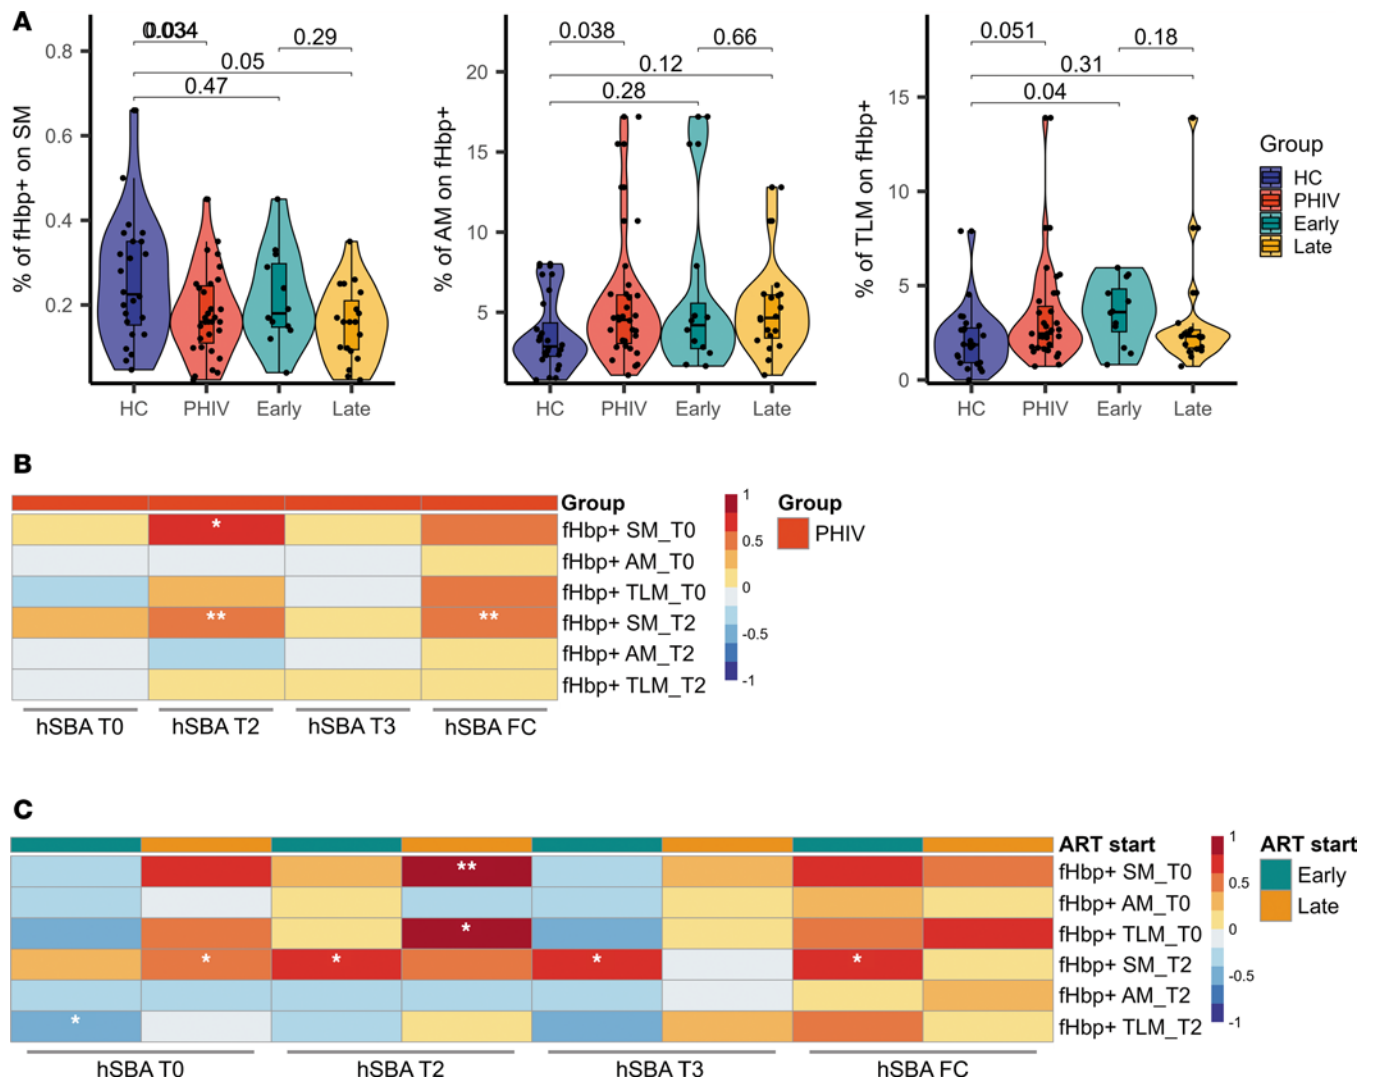 A
% of fHbp+ on SM
0.8
0.6
0.4
0.2
0.034
0.29
0.05
0.47
HC PHIV Early Late
% of AM on fHbp+
20
15
10
5
0.038
0.66
0.12
0.28
HC PHIV Early Late
% of TLM on fHbp+
15
10
5
0
0.051
0.18
0.31
0.04
HC PHIV Early Late
Group
HC
PHIV
Early
Late
B
Group
fHbp+ SM_T0
fHbp+ AM_T0
fHbp+ TLM_T0
fHbp+ SM_T2
fHbp+ AM_T2
fHbp+ TLM_T2
*
** **
hSBA T0 hSBA T2 hSBA T3 hSBA FC
1
0.5
0
-0.5
-1
Group
PHIV
C
ART start
fHbp+ SM_T0
fHbp+ AM_T0
fHbp+ TLM_T0
fHbp+ SM_T2
fHbp+ AM_T2
fHbp+ TLM_T2
**
*
* * * *
*
hSBA T0 hSBA T2 hSBA T3 hSBA FC
1
0.5
0
-0.5
-1
ART start
Early
Late